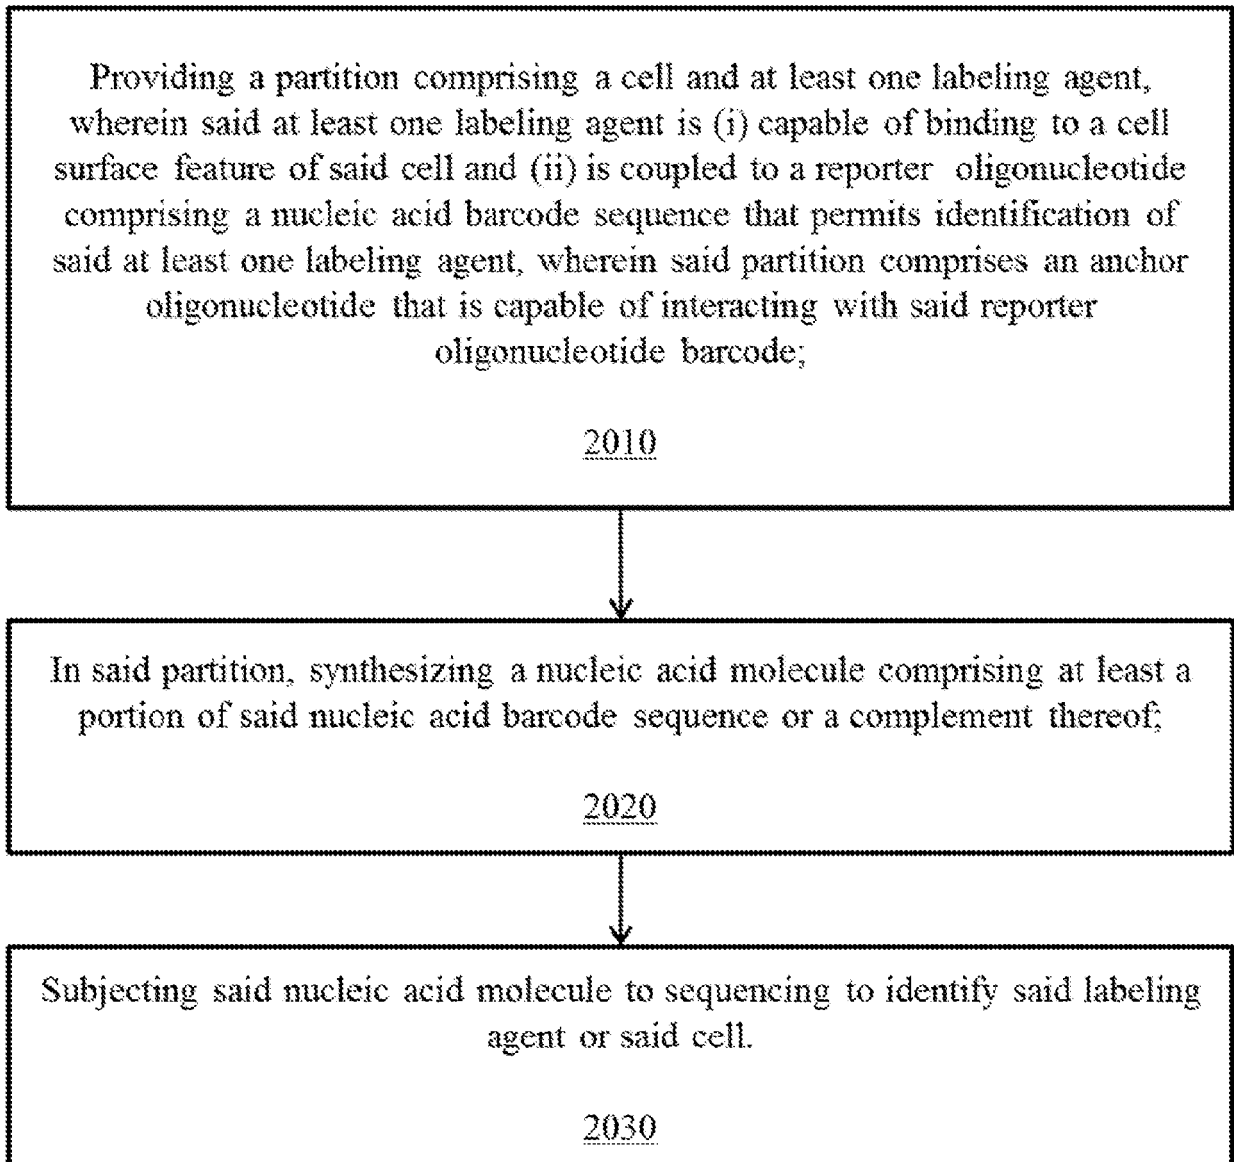 Providing a partition comprising a cell and at least one labeling agent,
wherein said at least one labeling agent is (i) capable of binding to a cell
surface feature of said cell and (ii) is coupled to a reporter oligonucleotide
comprising a nucleic acid barcode sequence that permits identification of
said at least one labeling agent, wherein said partition comprises an anchor
oligonucleotide that is capable of interacting with said reporter
oligonucleotide barcode;
2010
In said partition, synthesizing a nucleic acid molecule comprising at least a
portion of said nucleic acid barcode sequence or a complement thereof;
2020
Subjecting said nucleic acid molecule to sequencing to identify said labeling
agent or said cell.
2030